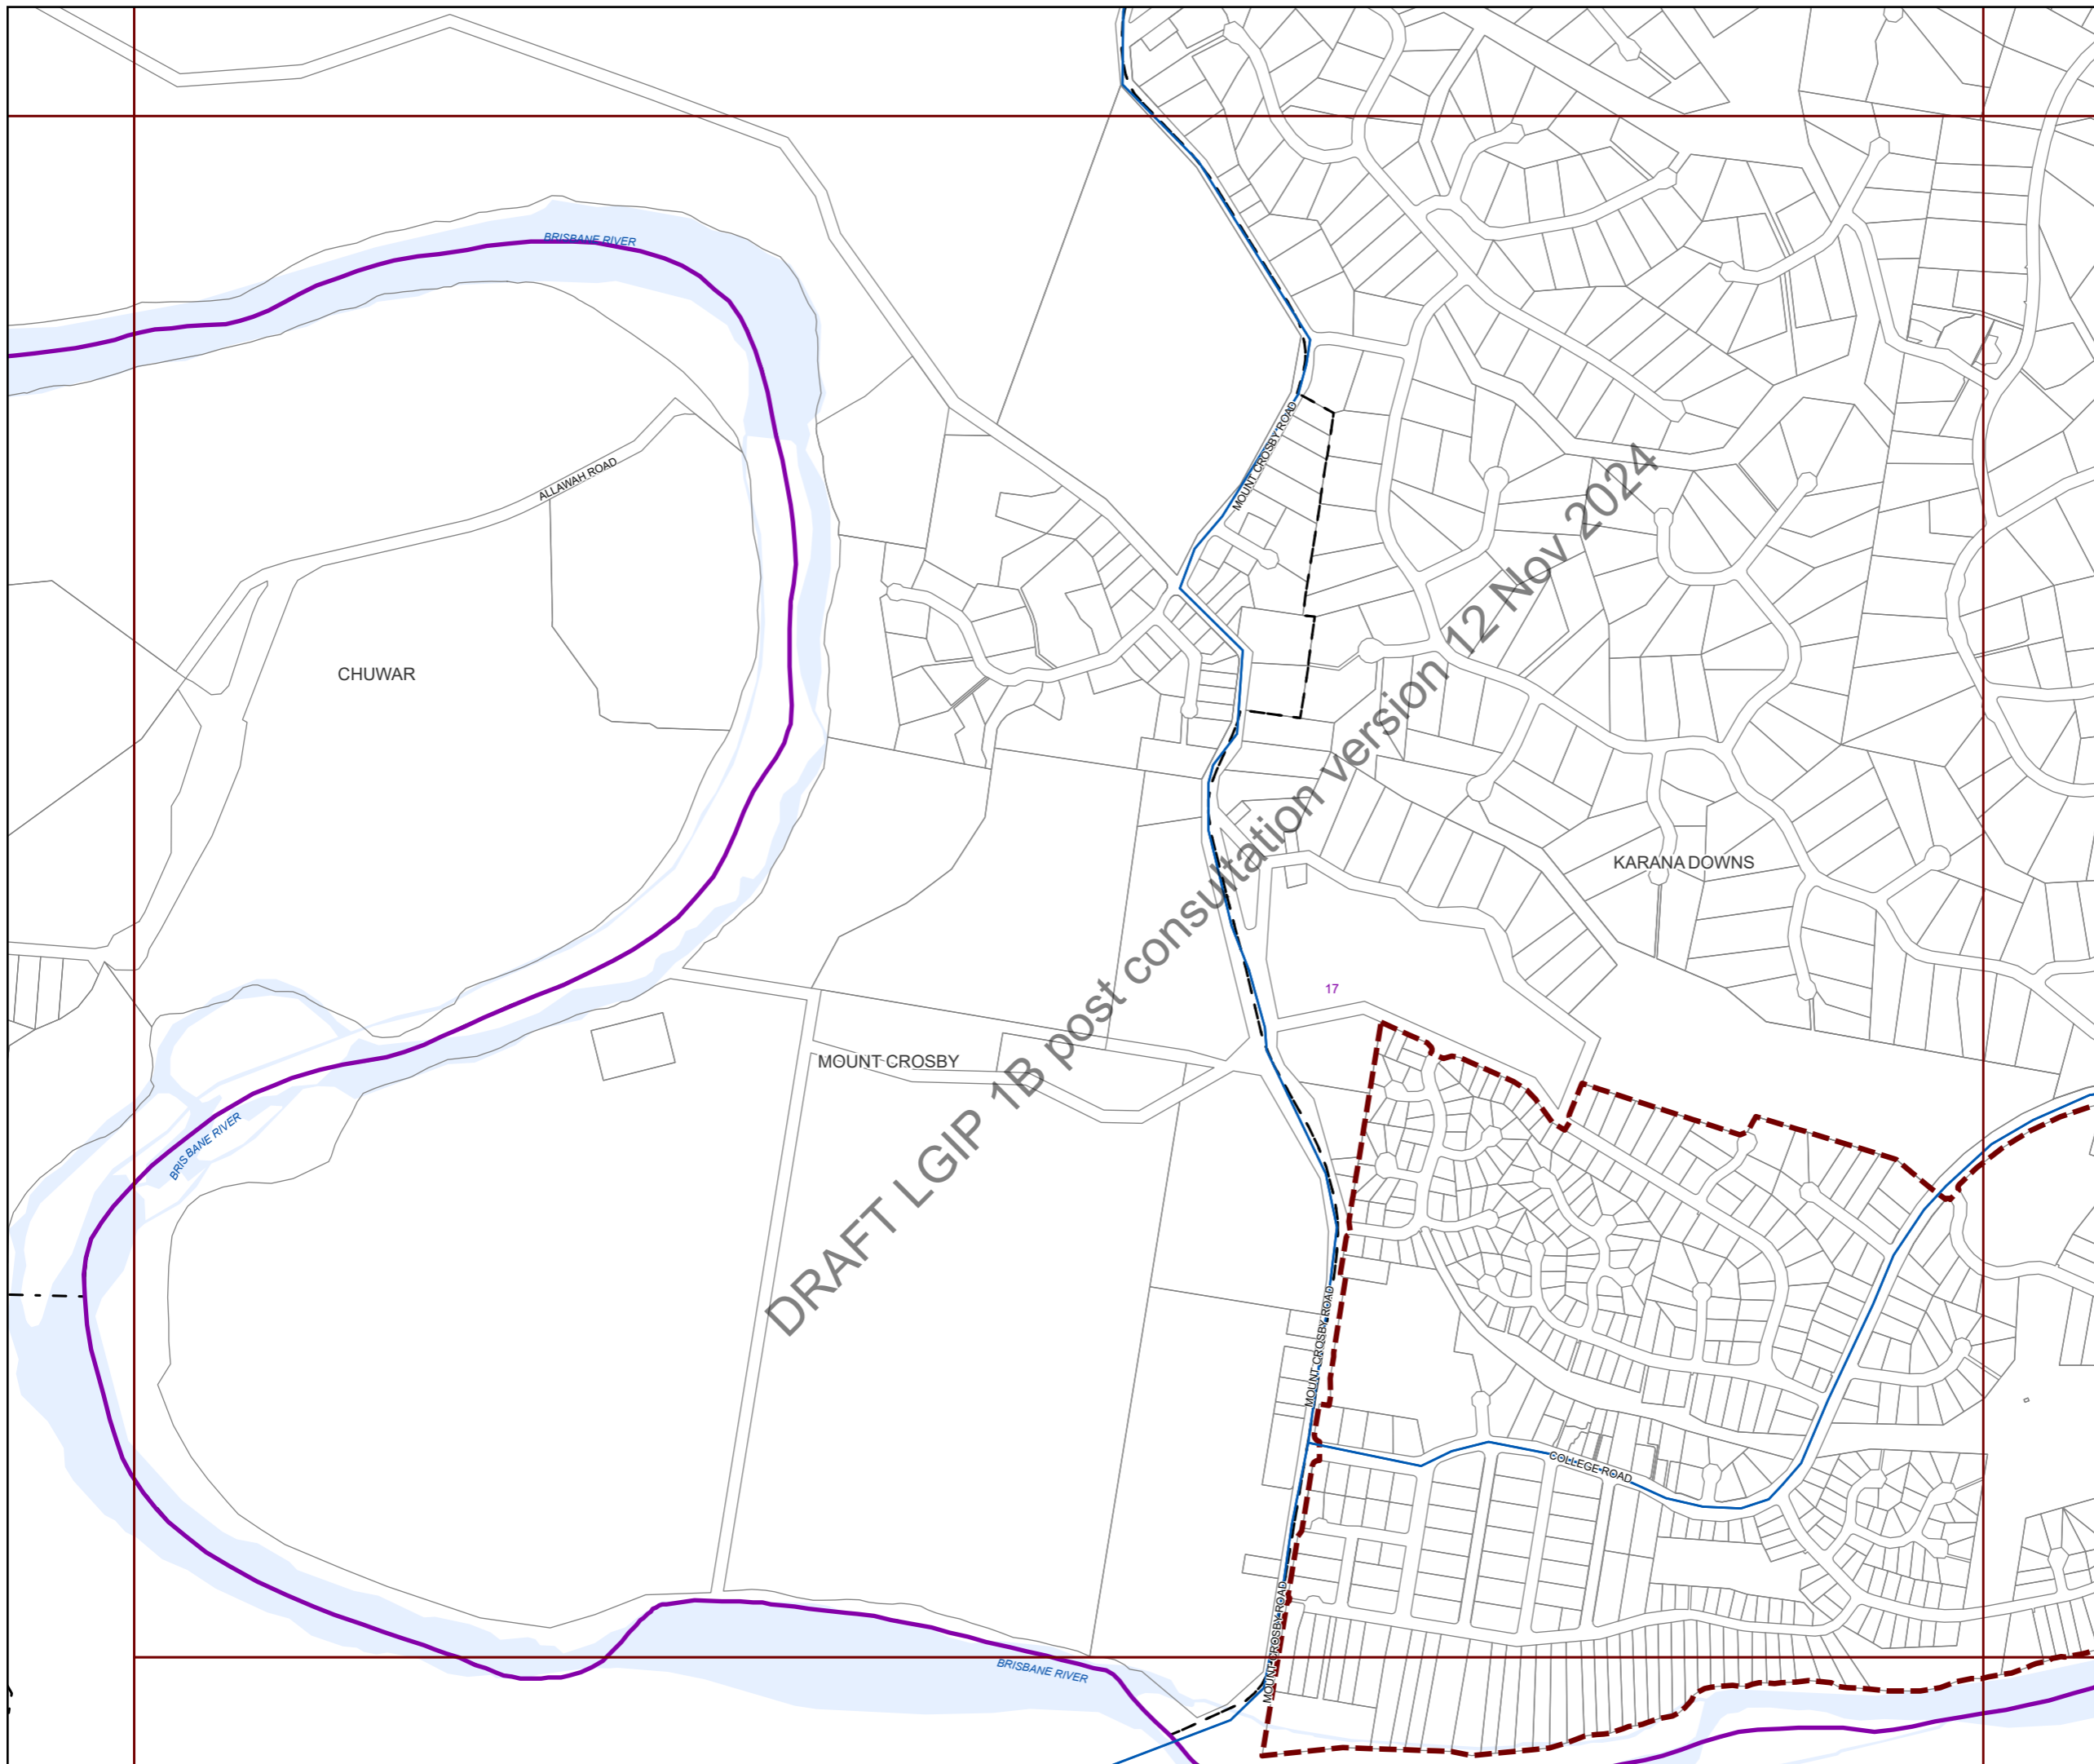 BRISBANE RIVER
MOUNT CROSBY ROAD
ALLAWAH ROAD
CHUWAR
KARANA DOWNS
17
MOUNT CROSBY
BRISBANE RIVER
DRAFT LGIP 1B post consultation version 12 Nov 2024
MOUNT CROSBY ROAD
COLLEGE ROAD
MOUNT CROSBY ROAD
BRISBANE RIVER